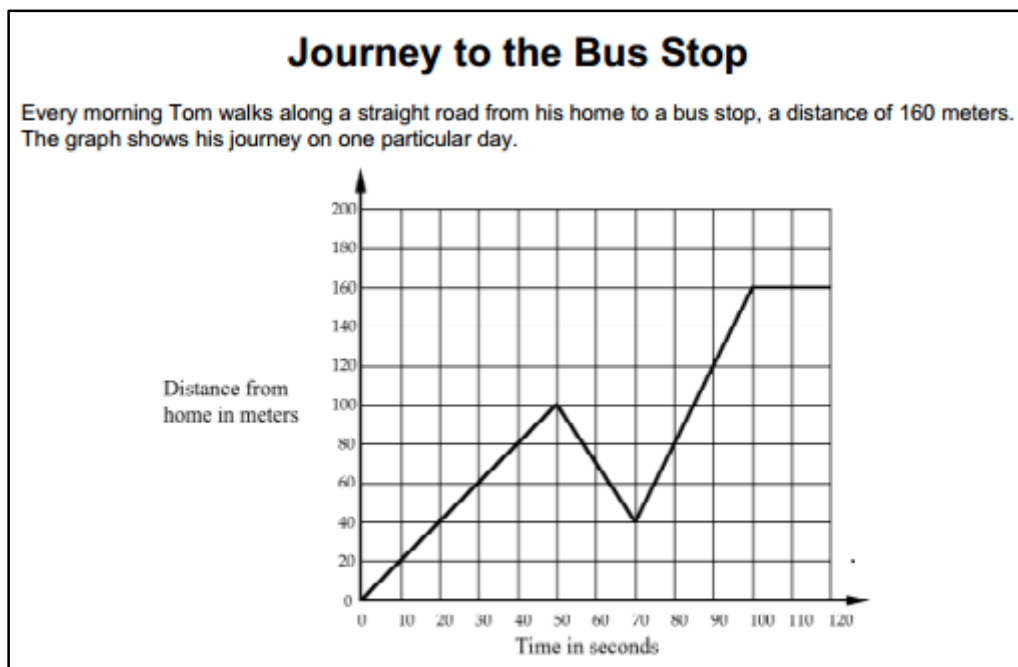 Journey to the Bus Stop
Every morning Tom walks along a straight road from his home to a bus stop, a distance of 160 meters.
The graph shows his journey on one particular day.
200
180
160
140
120
100
80
60
40
20
0
Distance from
home in meters
0 10 20 30 40 50 60 70 80 90 100 110 120
Time in seconds